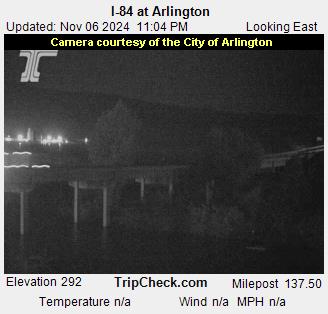 I-84 at Arlington
Updated: Nov 06 2024 11:04 PM Looking East
Camera courtesy of the City of Arlington
Elevation 292 TripCheck.com Milepost 137.50
Temperature n/a Wind n/a MPH n/a